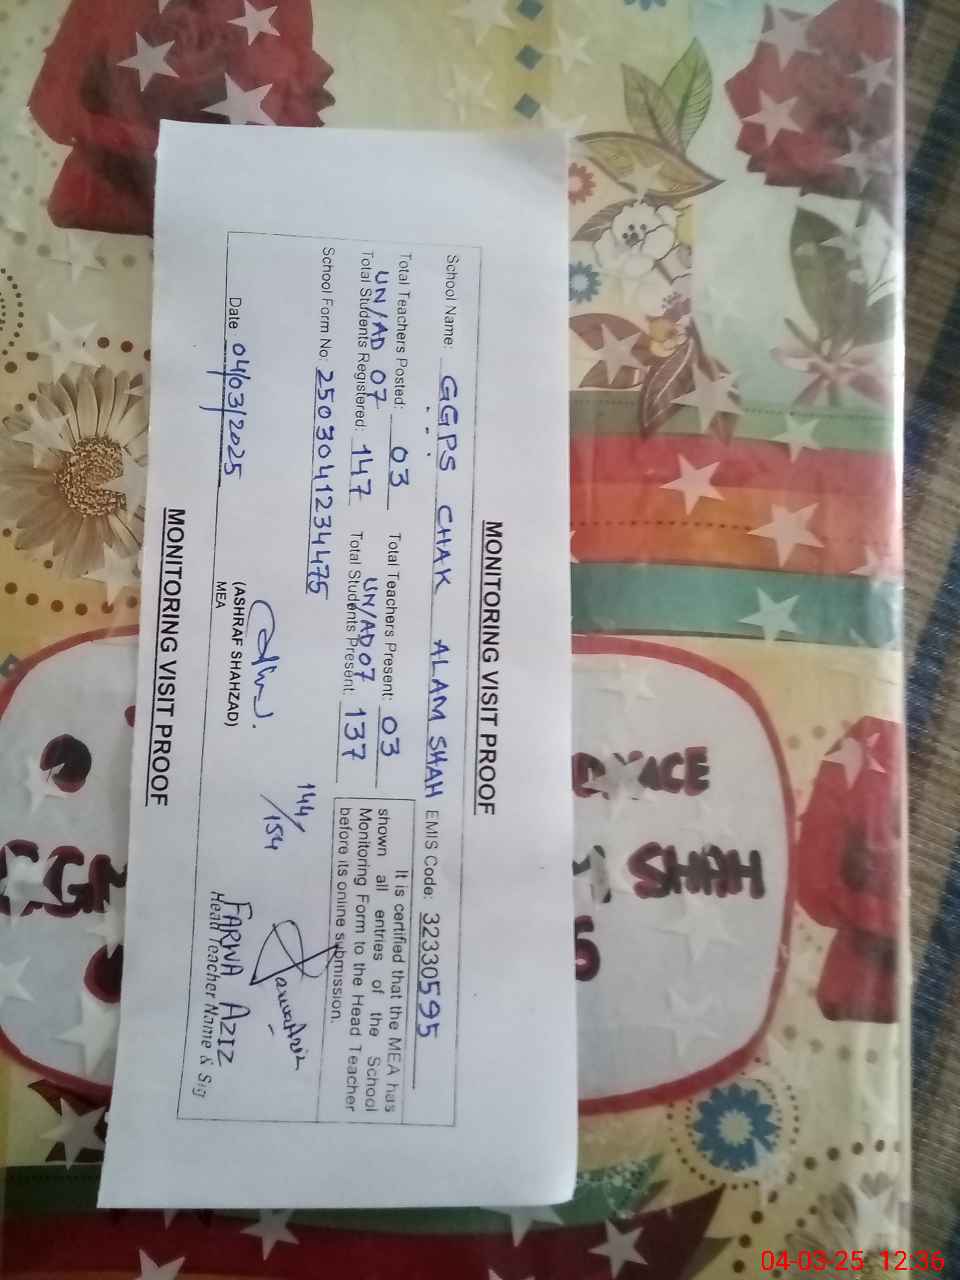 MONITORING VISIT PROOF
School Name: GGPS CHAK ALAM SHAH EMIS Code: 32330595
Total Teachers Posted: 03 Total Teachers Present: 03
UN/AD 07 UN/AD 07
Total Students Registered: 147 Total Students Present: 137
School Form No: 2503041234475
It is certified that the MEA has
shown all entries of the School
Monitoring Form to the Head Teacher
before its online submission.
144/
154
Farwa Aziz
Date 04/03/2025
(ASHRAF SHAHZAD)
MEA
FARWA AZIZ
Head Teacher Name & Sig
MONITORING VISIT PROOF
SHAH
04-03-25 12:36